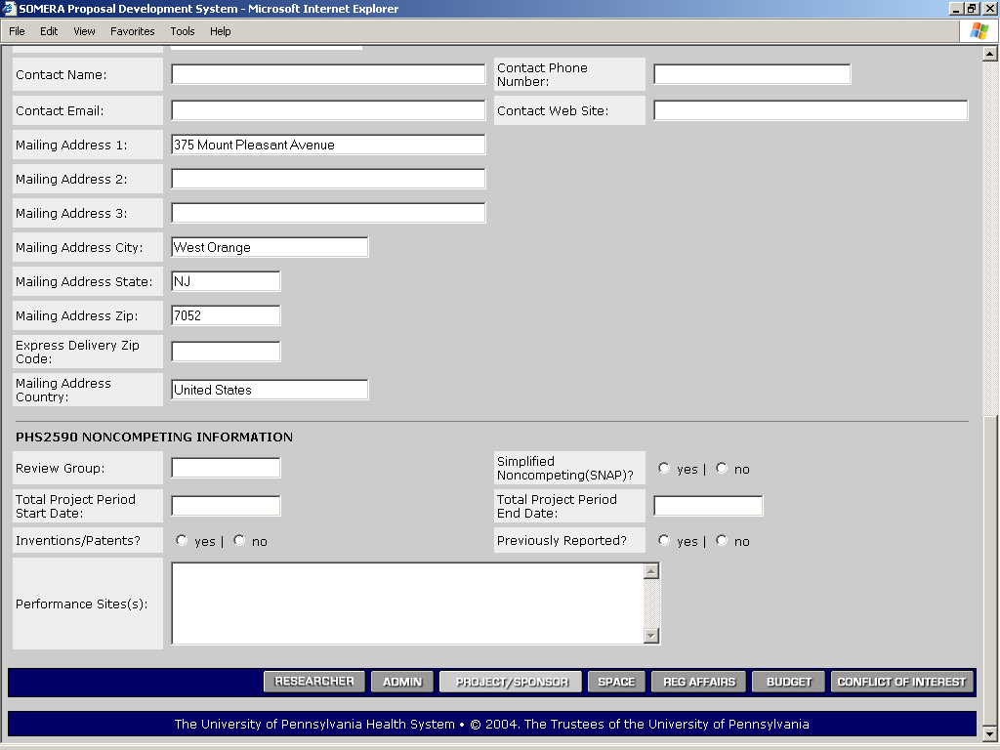 SOMERA Proposal Development System - Microsoft Internet Explorer
File Edit View Favorites Tools Help
Contact Name:
Contact Phone
Number:
Contact Email:
Contact Web Site:
Mailing Address 1: 375 Mount Pleasant Avenue
Mailing Address 2:
Mailing Address 3:
Mailing Address City: West Orange
Mailing Address State: NJ
Mailing Address Zip: 7052
Express Delivery Zip
Code:
Mailing Address
Country:
United States
PHS2590 NONCOMPETING INFORMATION
Review Group:
Simplified
Noncompeting(SNAP)?
yes | no
Total Project Period
Start Date:
Total Project Period
End Date:
Inventions/Patents? yes | no
Previously Reported? yes | no
Performance Sites(s):
RESEARCHER ADMIN PROJECT/SPONSOR SPACE REG AFFAIRS BUDGET CONFLICT OF INTEREST
The University of Pennsylvania Health System • © 2004. The Trustees of the University of Pennsylvania